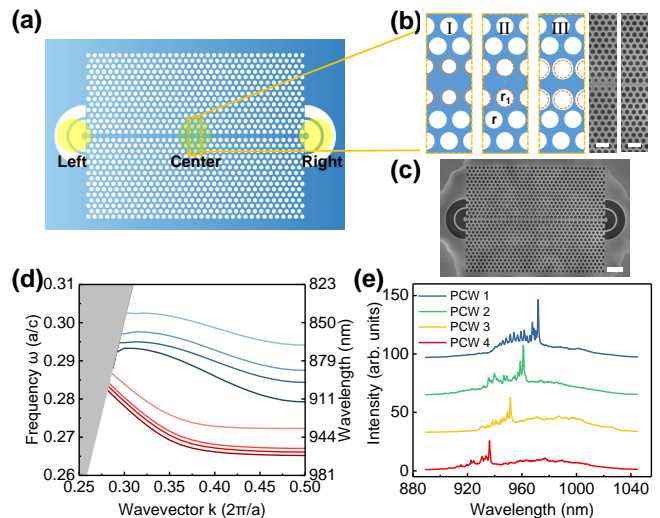 (a)
Left
Center
Right
(b)
I
II
III
r₁
r
(c)
(d)
0.31
0.30
0.29
0.28
0.27
0.26
Frequency ω (a/c)
0.25
0.30
0.35
0.40
0.45
0.50
Wavevector k (2π/a)
823
850
879
911
944
981
Wavelength (nm)
(e)
150
100
50
0
Intensity (arb. units)
PCW 1
PCW 2
PCW 3
PCW 4
880
920
960
1000
1040
Wavelength (nm)